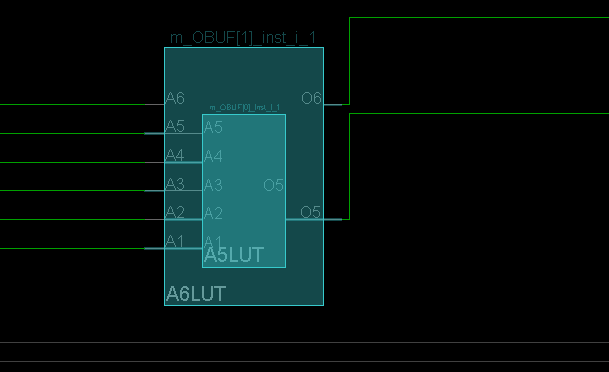 m_OBUF[1]_inst_i_1
A6
O6
m_OBUF[0]_inst_i_1
A5
A5
A4
A4
A3
A3
O5
A2
A2
O5
A1
A1
A5LUT
A6LUT